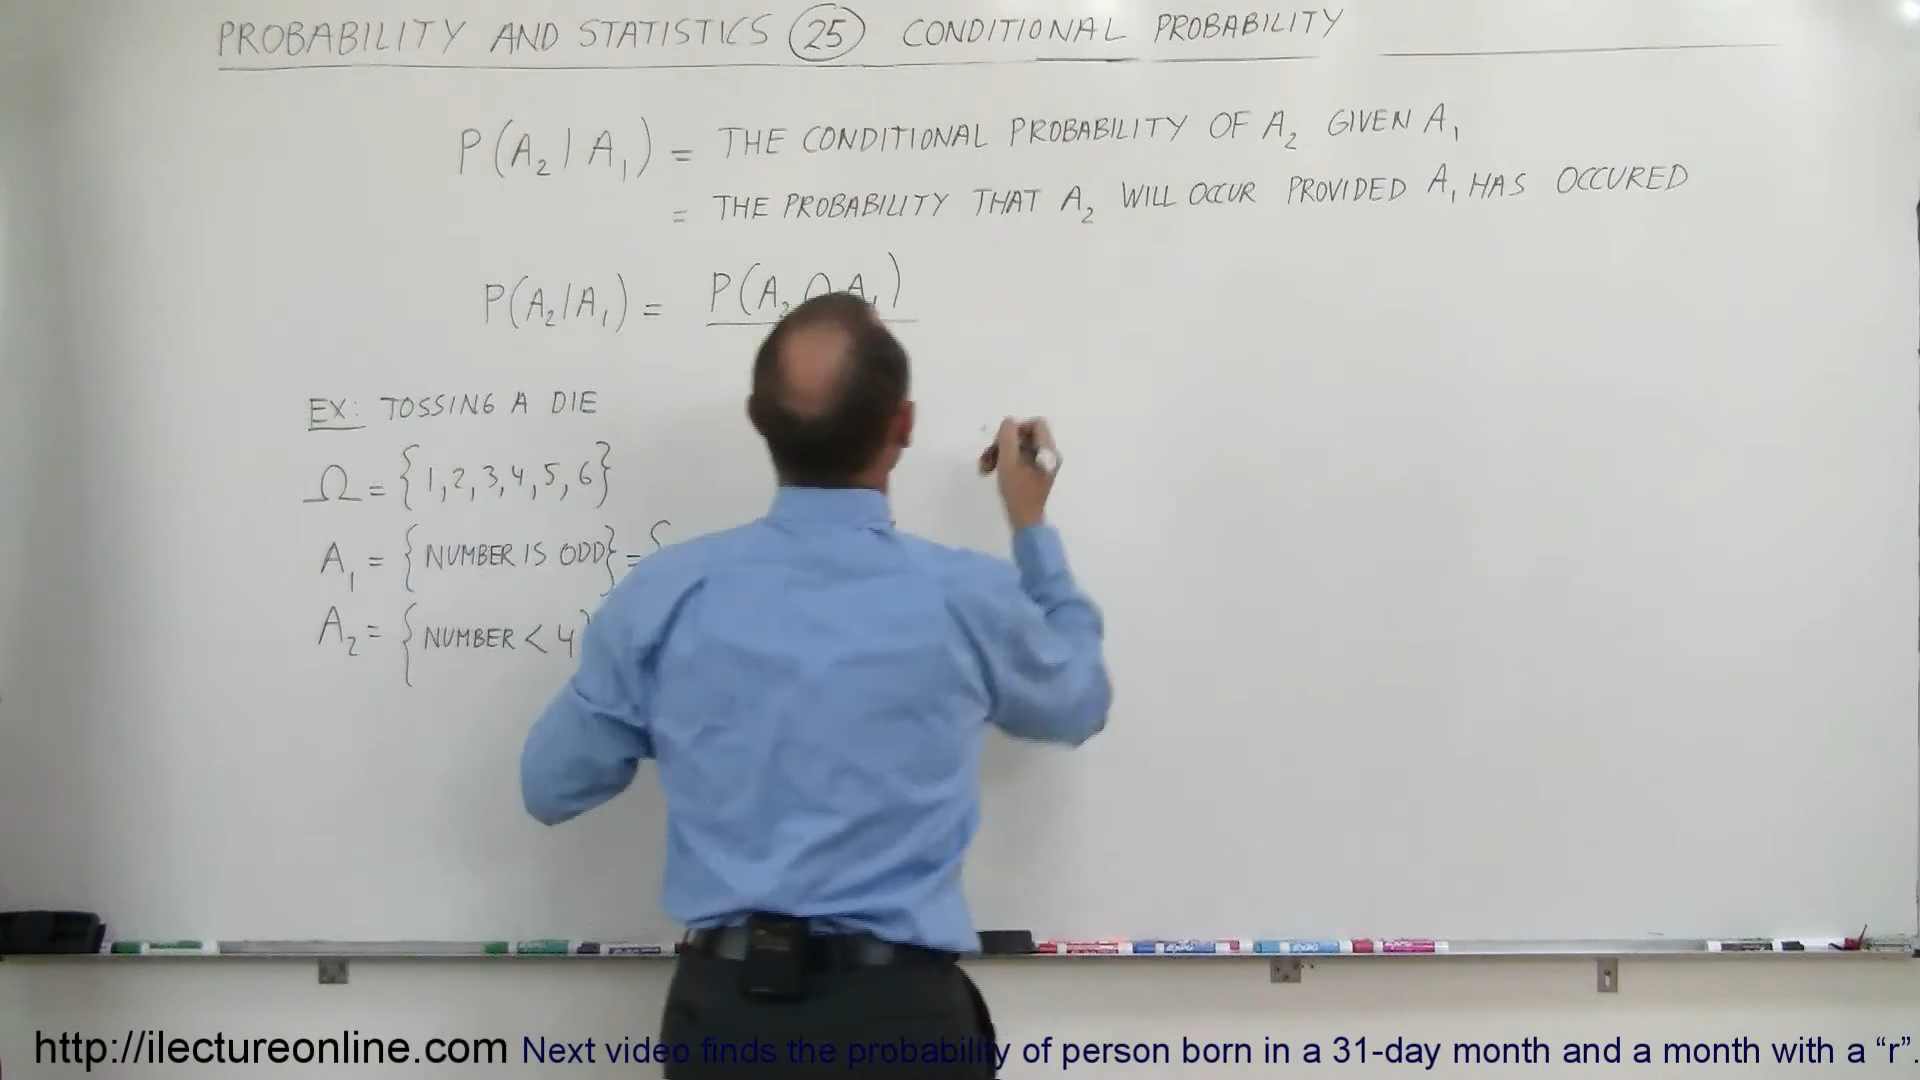 PROBABILITY AND STATISTICS 25 CONDITIONAL PROBABILITY
P(A₂/A₁) = THE CONDITIONAL PROBABILITY OF A₂ GIVEN A₁
= THE PROBABILITY THAT A₂ WILL OCCUR PROVIDED A₁ HAS OCCURED
P(A₂/A₁) = P(A₂∩A₁)
EX: TOSSING A DIE
Ω = {1,2,3,4,5,6}
A₁ = {NUMBER IS ODD} = {
A₂ = {NUMBER < 4}
http://ilectureonline.com Next video finds the probability of person born in a 31-day month and a month with a “r”.